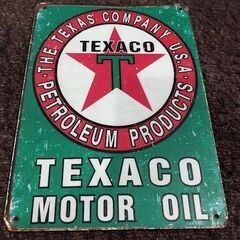 THE TEXAS COMPANY U.S.A
TEXACO
T
PETROLEUM PRODUCTS
TEXACO
MOTOR OIL